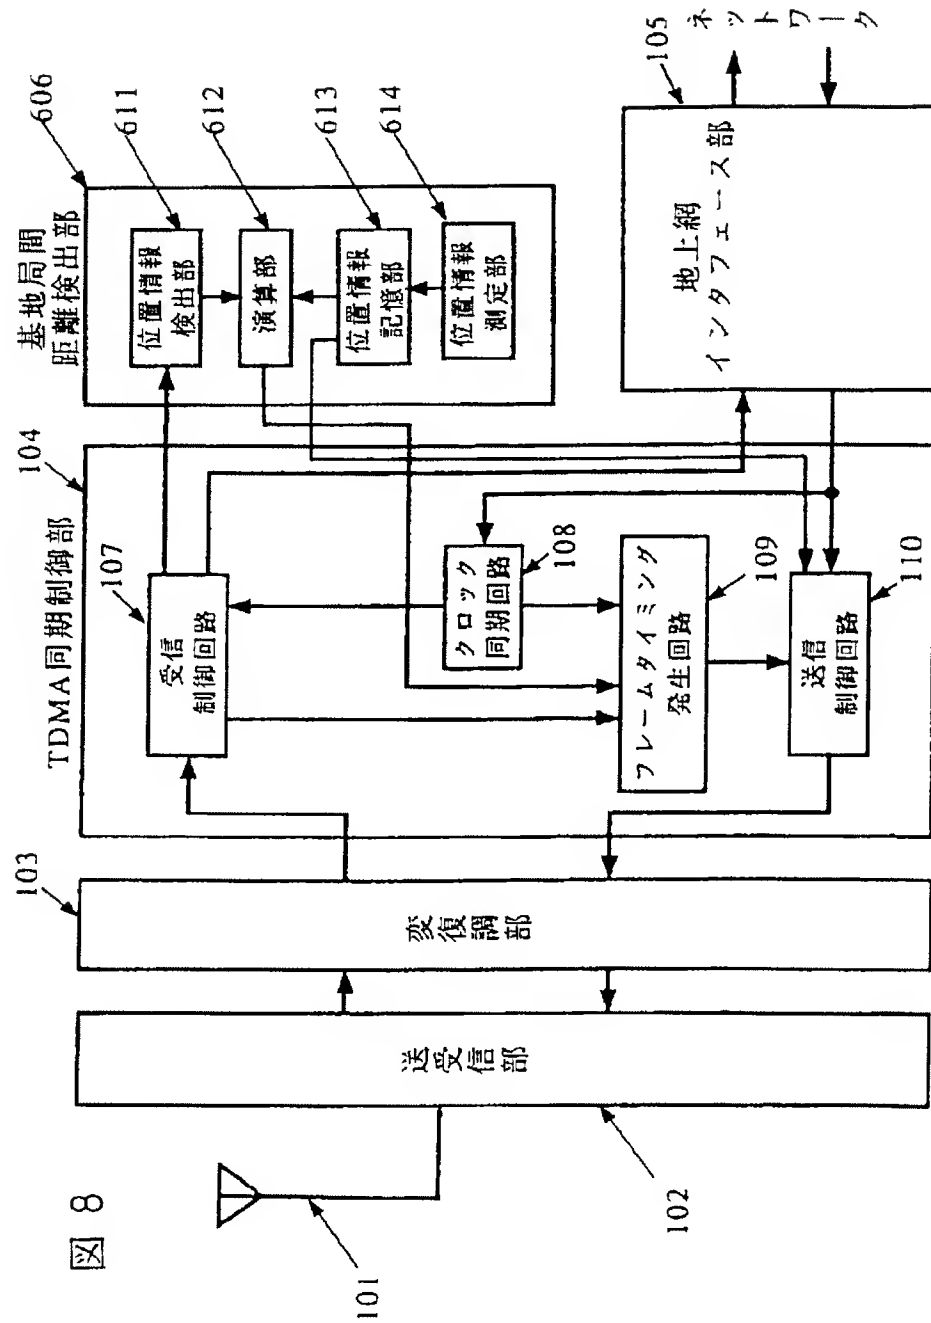 図 8
101
102
送受信部
103
変復調部
104
TDMA同期制御部
107
受信
制御回路
クロック
同期回路
108
フレームタイミング
発生回路
109
送信
制御回路
110
基地局間
距離検出部
606
位置情報
検出部
611
演算部
612
位置情報
記憶部
613
位置情報
測定部
614
地上網
インタフェース部
105
ネットワーク